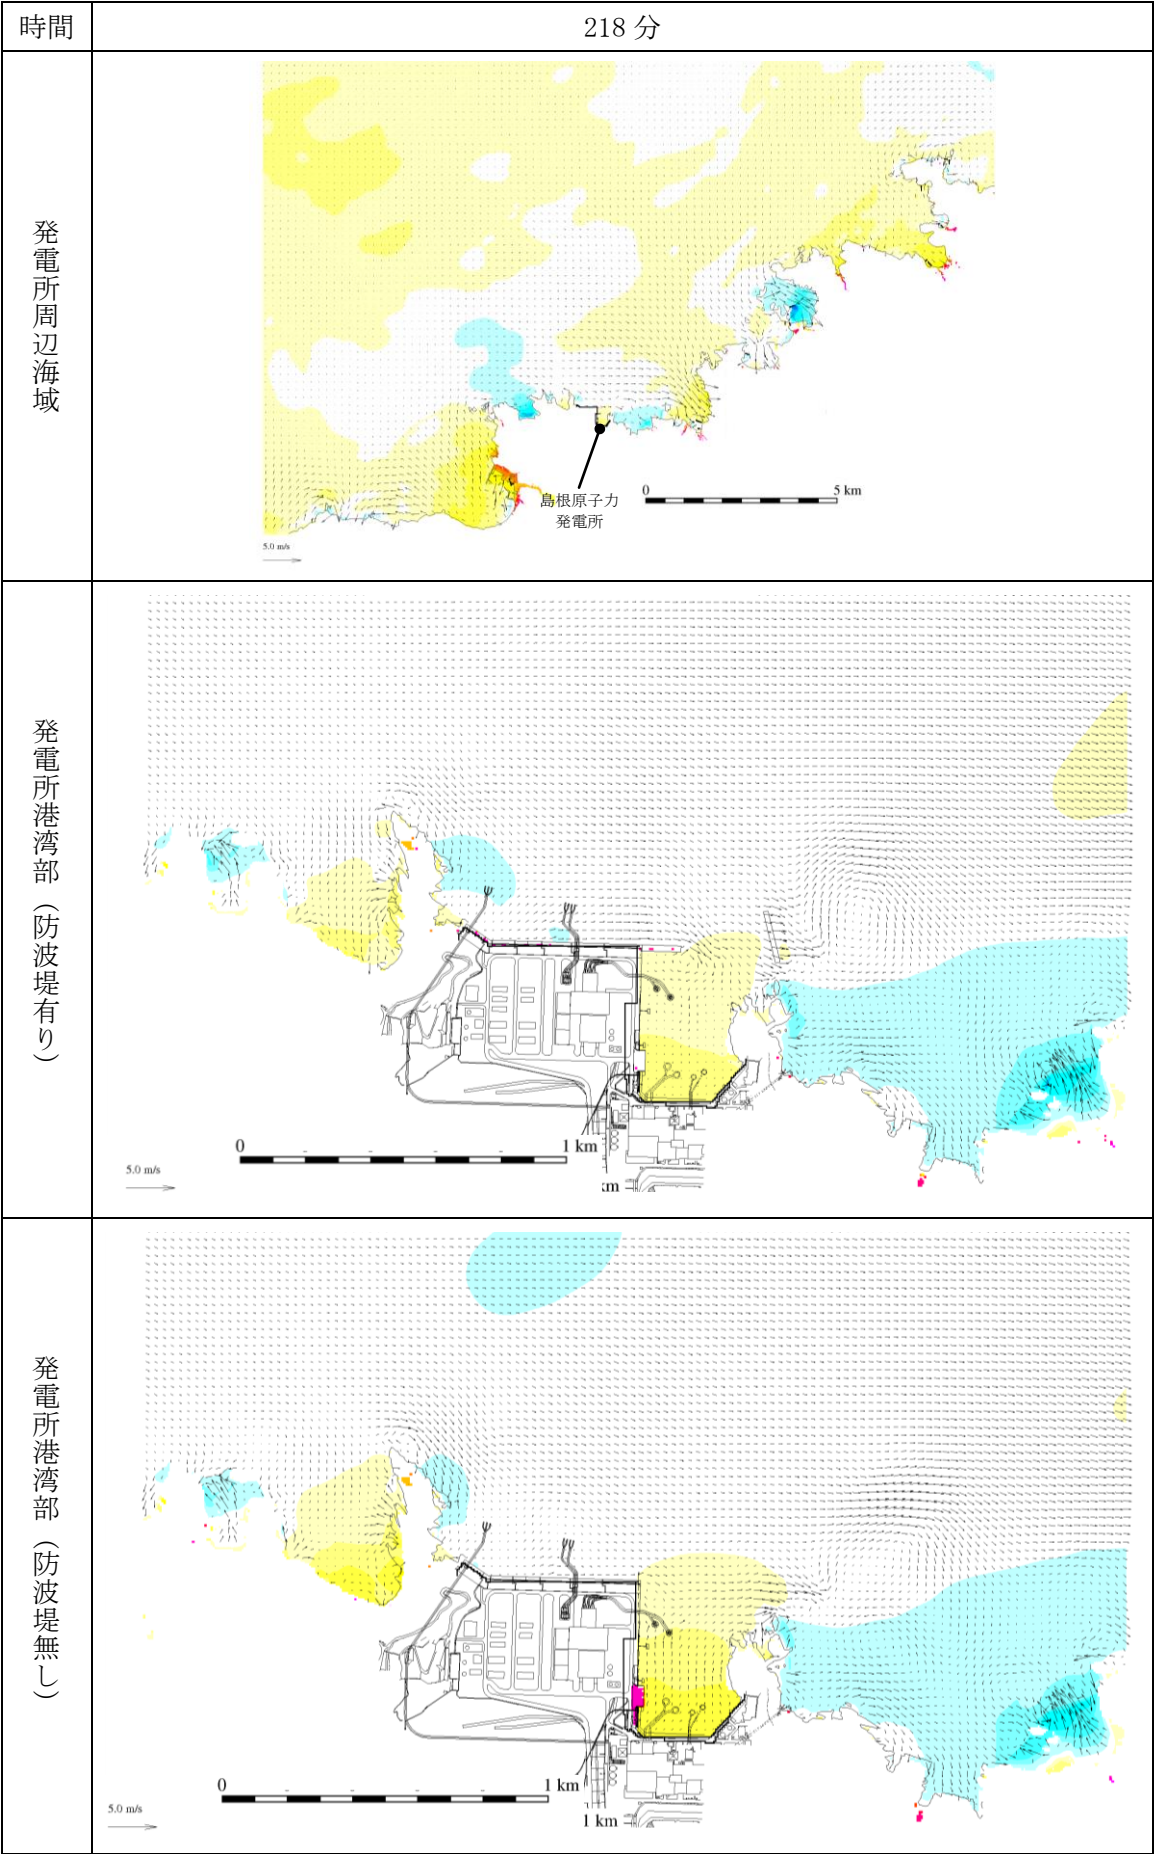 時間
218 分
発電所周辺海域
島根原子力
発電所
0
5 km
5.0 m/s
発電所港湾部（防波堤有り）
0
1 km
5.0 m/s
km
発電所港湾部（防波堤無し）
0
1 km
5.0 m/s
1 km